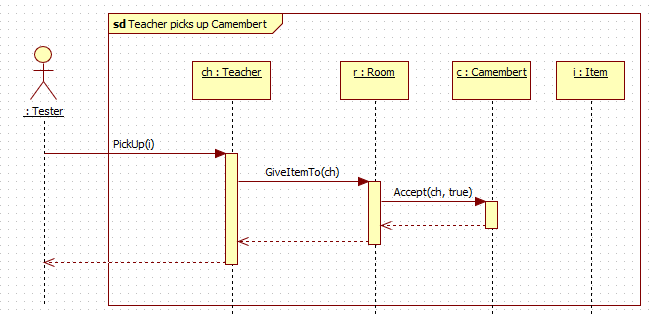 sd Teacher picks up Camembert
ch : Teacher
r : Room
c : Camembert
i : Item
: Tester
PickUp(i)
GiveItemTo(ch)
Accept(ch, true)